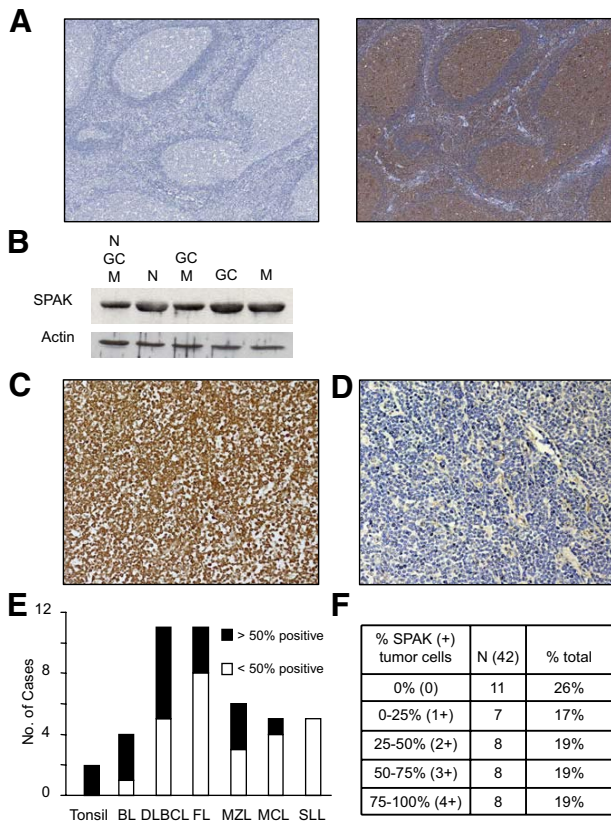 A
B
N
GC
M
N
GC
M
GC
M
SPAK
Actin
C
D
E
12
8
4
0
No. of Cases
> 50% positive
< 50% positive
Tonsil BL DLBCL FL MZL MCL SLL
F
% SPAK (+) tumor cells N (42) % total
0% (0) 11 26%
0-25% (1+) 7 17%
25-50% (2+) 8 19%
50-75% (3+) 8 19%
75-100% (4+) 8 19%